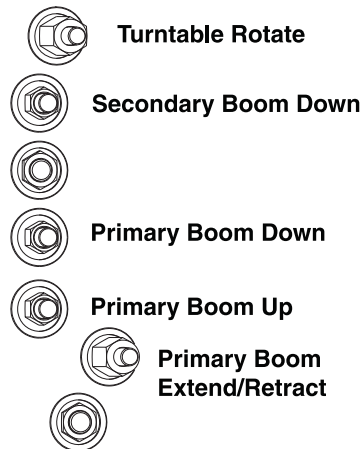 Turntable Rotate
Secondary Boom Down
Primary Boom Down
Primary Boom Up
Primary Boom
Extend/Retract